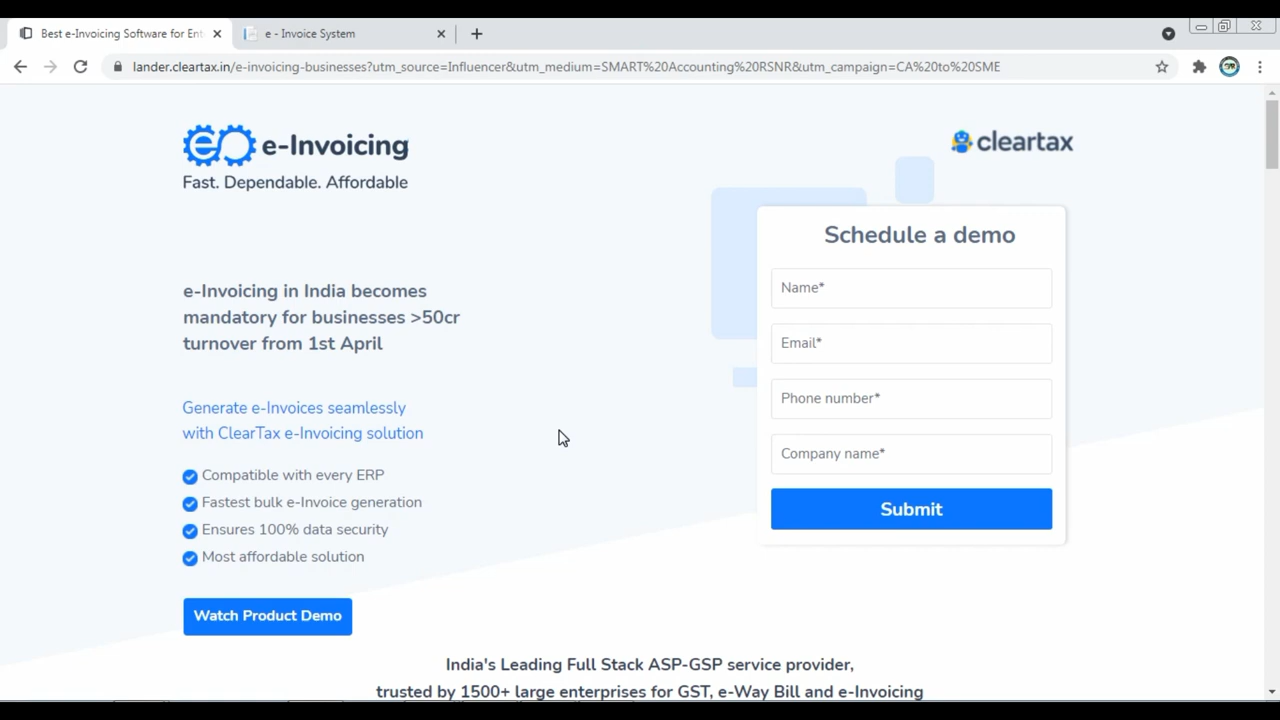 Best e-Invoicing Software for Ent
e - Invoice System
lander.cleartax.in/e-invoicing-businesses?utm_source=Influencer&utm_medium=SMART%20Accounting%20RSNR&utm_campaign=CA%20to%20SME
e-Invoicing
Fast. Dependable. Affordable
cleartax
e-Invoicing in India becomes
mandatory for businesses >50cr
turnover from 1st April
Generate e-Invoices seamlessly
with ClearTax e-Invoicing solution
Compatible with every ERP
Fastest bulk e-Invoice generation
Ensures 100% data security
Most affordable solution
Watch Product Demo
Schedule a demo
Name*
Email*
Phone number*
Company name*
Submit
India's Leading Full Stack ASP-GSP service provider,
trusted by 1500+ large enterprises for GST, e-Way Bill and e-Invoicing